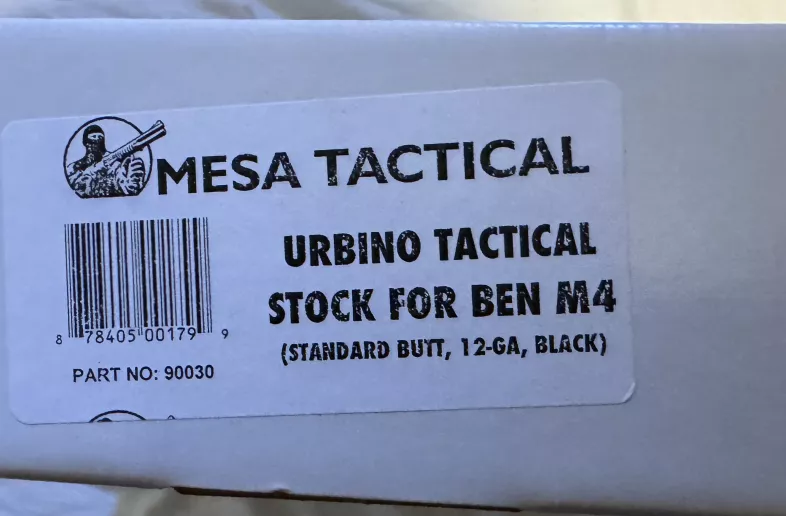 MESA TACTICAL
URBINO TACTICAL
STOCK FOR BEN M4
(STANDARD BUTT, 12-GA, BLACK)
8 78405 00179 9
PART NO: 90030